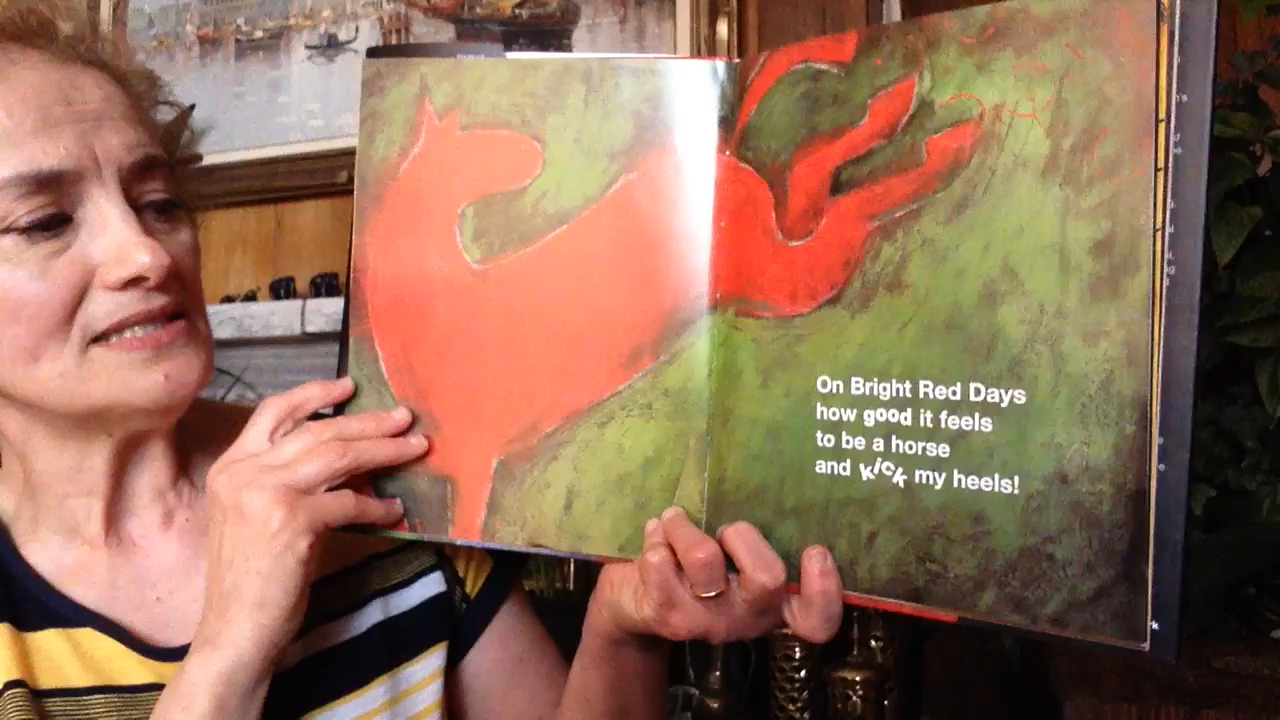 On Bright Red Days
how good it feels
to be a horse
and kick my heels!